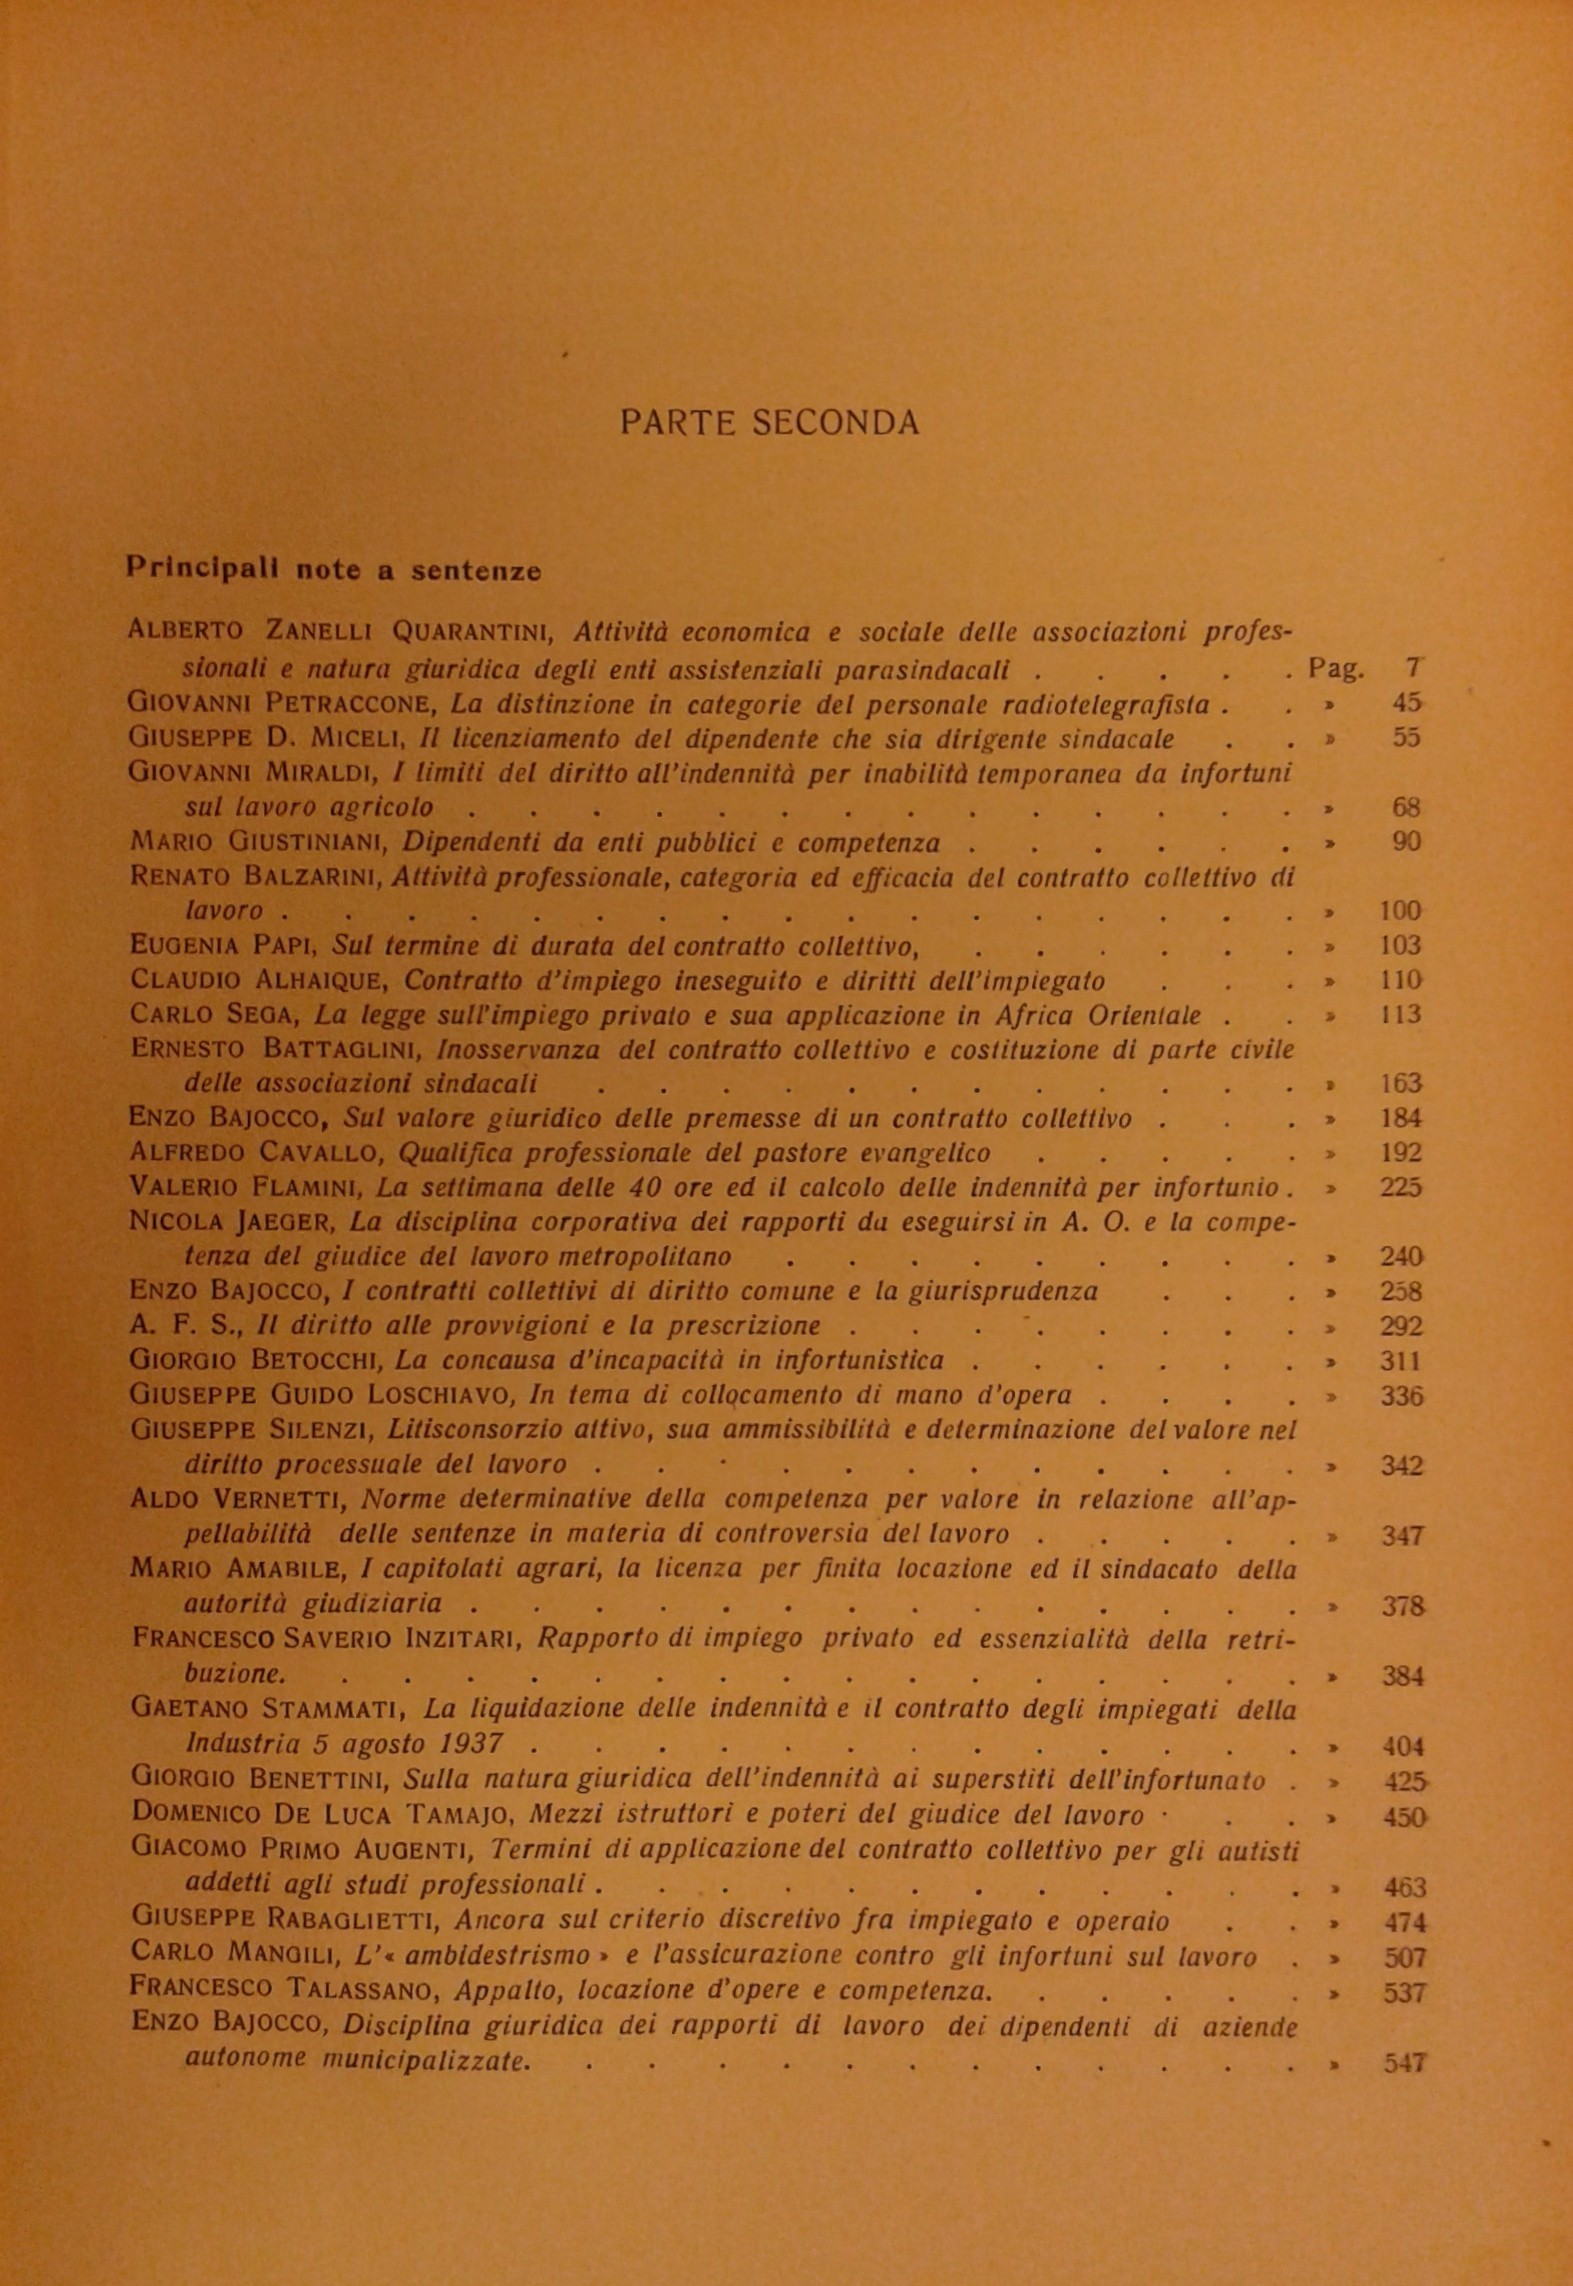 PARTE SECONDA
Principali note a sentenze
ALBERTO ZANELLI QUARANTINI, Attività economica e sociale delle associazioni profes-
sionali e natura giuridica degli enti assistenziali parasindacali . . . . . Pag. 7
GIOVANNI PETRACCONE, La distinzione in categorie del personale radiotelegrafista . . » 45
GIUSEPPE D. MICELI, Il licenziamento del dipendente che sia dirigente sindacale . . » 55
GIOVANNI MIRALDI, I limiti del diritto all'indennità per inabilità temporanea da infortuni
sul lavoro agricolo . . . . . . . . . . . . . . » 68
MARIO GIUSTINIANI, Dipendenti da enti pubblici e competenza . . . . . . » 90
RENATO BALZARINI, Attività professionale, categoria ed efficacia del contratto collettivo di
lavoro . . . . . . . . . . . . . . . . . » 100
EUGENIA PAPI, Sul termine di durata del contratto collettivo, . . . . . . » 103
CLAUDIO ALHAIQUE, Contratto d'impiego ineseguito e diritti dell'impiegato . . . » 110
CARLO SEGA, La legge sull'impiego privato e sua applicazione in Africa Orientale . . » 113
ERNESTO BATTAGLINI, Inosservanza del contratto collettivo e costituzione di parte civile
delle associazioni sindacali . . . . . . . . . . . . » 163
ENZO BAJOCCO, Sul valore giuridico delle premesse di un contratto collettivo . . . » 184
ALFREDO CAVALLO, Qualifica professionale del pastore evangelico . . . . . » 192
VALERIO FLAMINI, La settimana delle 40 ore ed il calcolo delle indennità per infortunio . » 225
NICOLA JAEGER, La disciplina corporativa dei rapporti da eseguirsi in A. O. e la compe-
tenza del giudice del lavoro metropolitano . . . . . . . . . » 240
ENZO BAJOCCO, I contratti collettivi di diritto comune e la giurisprudenza . . . » 258
A. F. S., Il diritto alle provvigioni e la prescrizione . . . . . . . . » 292
GIORGIO BETOCCHI, La concausa d'incapacità in infortunistica . . . . . . » 311
GIUSEPPE GUIDO LOSCHIAVO, In tema di collocamento di mano d'opera . . . . » 336
GIUSEPPE SILENZI, Litisconsorzio attivo, sua ammissibilità e determinazione del valore nel
diritto processuale del lavoro . . . . . . . . . . . . » 342
ALDO VERNETTI, Norme determinative della competenza per valore in relazione all'ap-
pellabilità delle sentenze in materia di controversia del lavoro . . . . . » 347
MARIO AMABILE, I capitolati agrari, la licenza per finita locazione ed il sindacato della
autorità giudiziaria . . . . . . . . . . . . . . » 378
FRANCESCO SAVERIO INZITARI, Rapporto di impiego privato ed essenzialità della retri-
buzione. . . . . . . . . . . . . . . . . » 384
GAETANO STAMMATI, La liquidazione delle indennità e il contratto degli impiegati della
Industria 5 agosto 1937 . . . . . . . . . . . . . » 404
GIORGIO BENETTINI, Sulla natura giuridica dell'indennità ai superstiti dell'infortunato . » 425
DOMENICO DE LUCA TAMAJO, Mezzi istruttori e poteri del giudice del lavoro . . . » 450
GIACOMO PRIMO AUGENTI, Termini di applicazione del contratto collettivo per gli autisti
addetti agli studi professionali . . . . . . . . . . . . » 463
GIUSEPPE RABAGLIETTI, Ancora sul criterio discretivo fra impiegato e operaio . . » 474
CARLO MANGILI, L'« ambidestrismo » e l'assicurazione contro gli infortuni sul lavoro . » 507
FRANCESCO TALASSANO, Appalto, locazione d'opere e competenza. . . . . . » 537
ENZO BAJOCCO, Disciplina giuridica dei rapporti di lavoro dei dipendenti di aziende
autonome municipalizzate. . . . . . . . . . . . . » 547